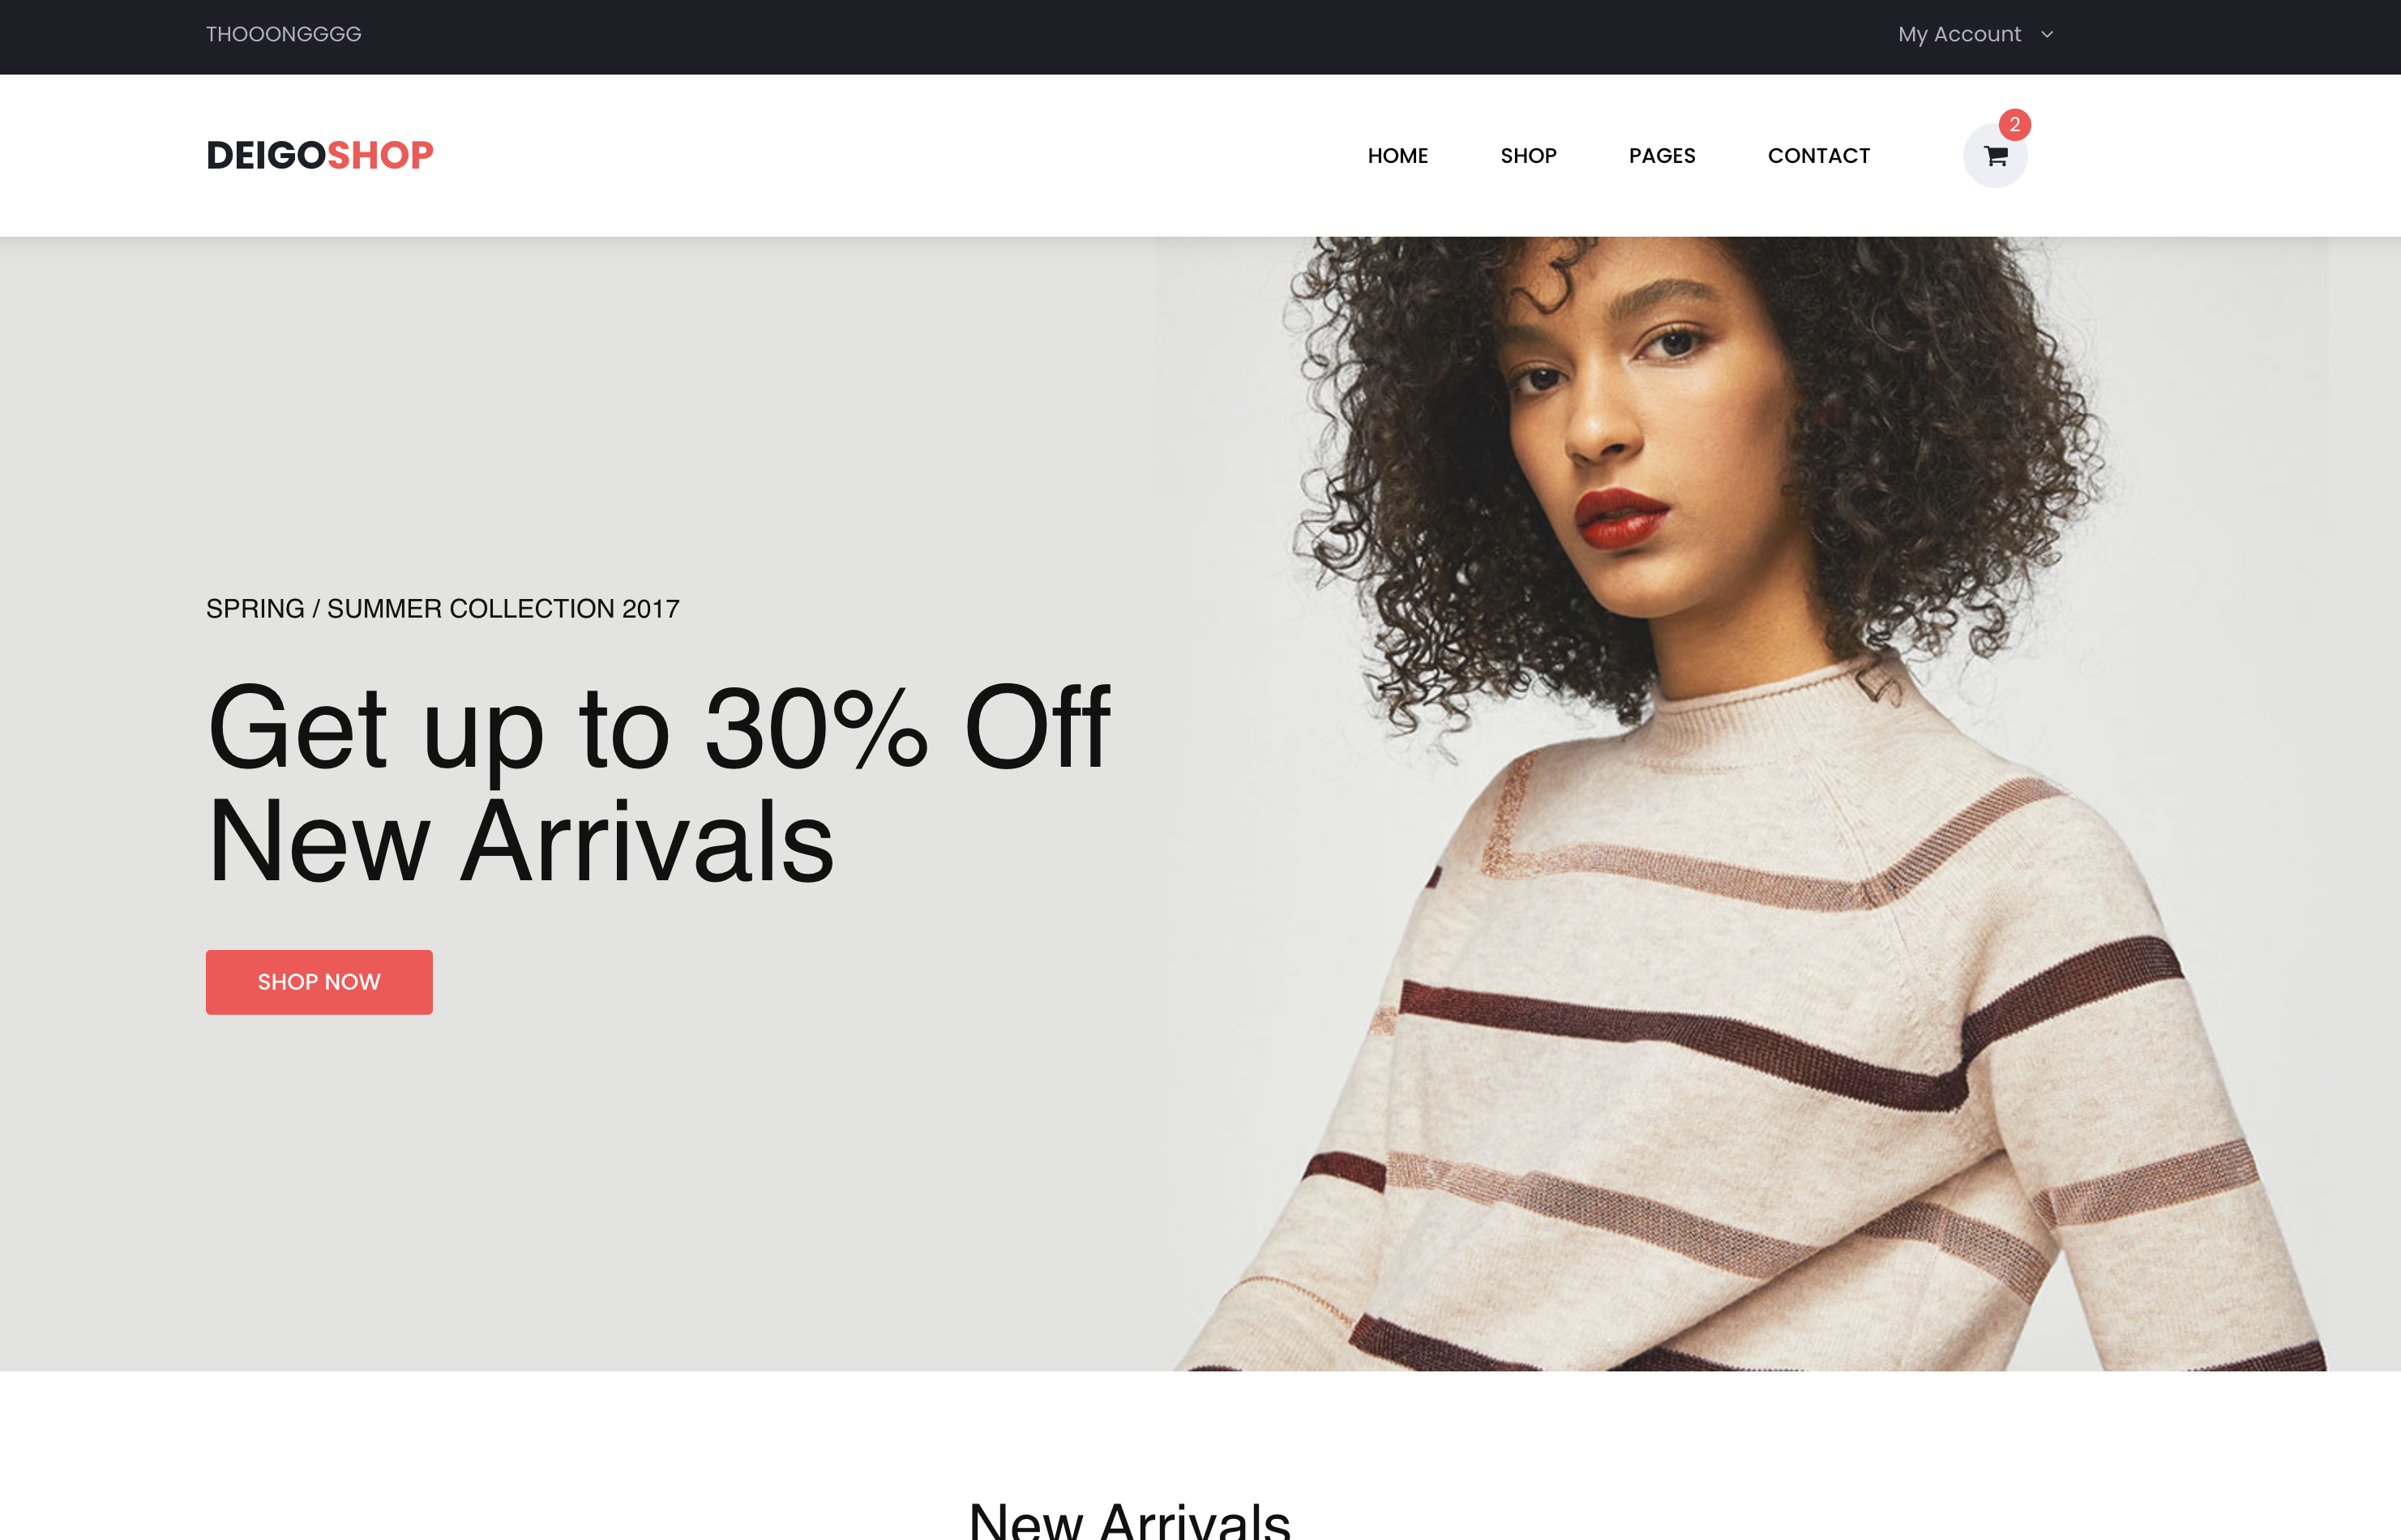 THOOONGGGG
My Account
DEIGOSHOP
HOME SHOP PAGES CONTACT
2
SPRING / SUMMER COLLECTION 2017
Get up to 30% Off
New Arrivals
SHOP NOW
New Arrivals